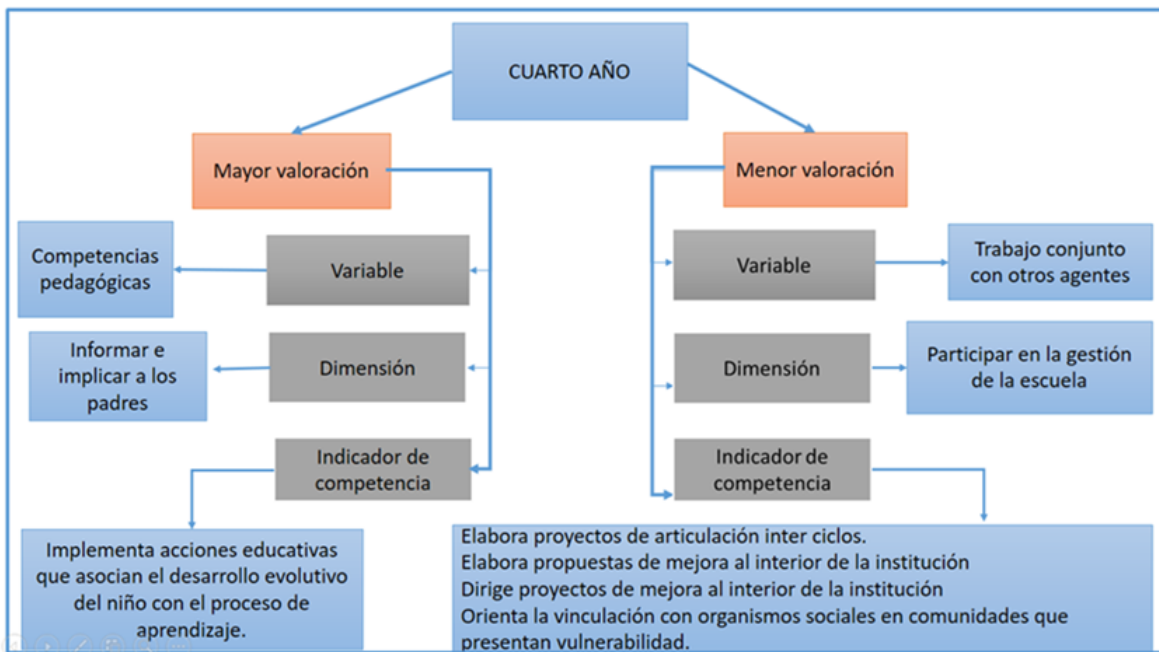 CUARTO AÑO
Mayor valoración
Menor valoración
Competencias
pedagógicas
Variable
Variable
Trabajo conjunto
con otros agentes
Informar e
implicar a los
padres
Dimensión
Dimensión
Participar en la gestión
de la escuela
Indicador de
competencia
Indicador de
competencia
Implementa acciones educativas
que asocian el desarrollo evolutivo
del niño con el proceso de
aprendizaje.
Elabora proyectos de articulación inter ciclos.
Elabora propuestas de mejora al interior de la institución
Dirige proyectos de mejora al interior de la institución
Orienta la vinculación con organismos sociales en comunidades que
presentan vulnerabilidad.